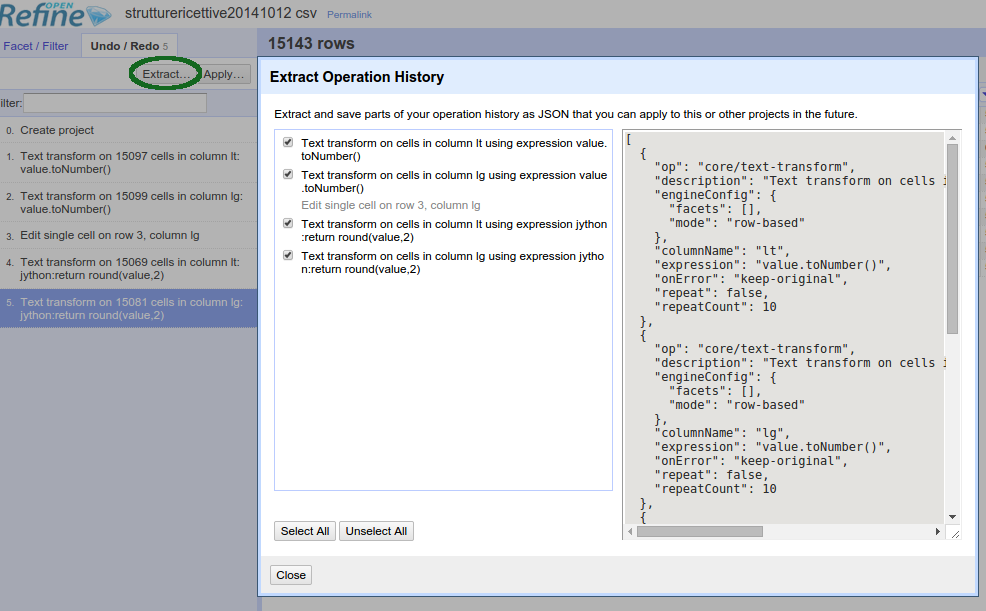 OPEN
Refine
strutturericettive20141012 csv Permalink
Facet / Filter
Undo / Redo 5
15143 rows
Extract...
Apply...
ilter:
0. Create project
1. Text transform on 15097 cells in column lt:
value.toNumber()
2. Text transform on 15099 cells in column lg:
value.toNumber()
3. Edit single cell on row 3, column lg
4. Text transform on 15069 cells in column lt:
jython:return round(value,2)
5. Text transform on 15081 cells in column lg:
jython:return round(value,2)
Extract Operation History
Extract and save parts of your operation history as JSON that you can apply to this or other projects in the future.
Text transform on cells in column lt using expression value.
toNumber()
Text transform on cells in column lg using expression value
.toNumber()
Edit single cell on row 3, column lg
Text transform on cells in column lt using expression jython
:return round(value,2)
Text transform on cells in column lg using expression jytho
n:return round(value,2)
[
{
"op": "core/text-transform",
"description": "Text transform on cells i
"engineConfig": {
"facets": [],
"mode": "row-based"
},
"columnName": "lt",
"expression": "value.toNumber()",
"onError": "keep-original",
"repeat": false,
"repeatCount": 10
},
{
"op": "core/text-transform",
"description": "Text transform on cells i
"engineConfig": {
"facets": [],
"mode": "row-based"
},
"columnName": "lg",
"expression": "value.toNumber()",
"onError": "keep-original",
"repeat": false,
"repeatCount": 10
},
{
Select All
Unselect All
Close